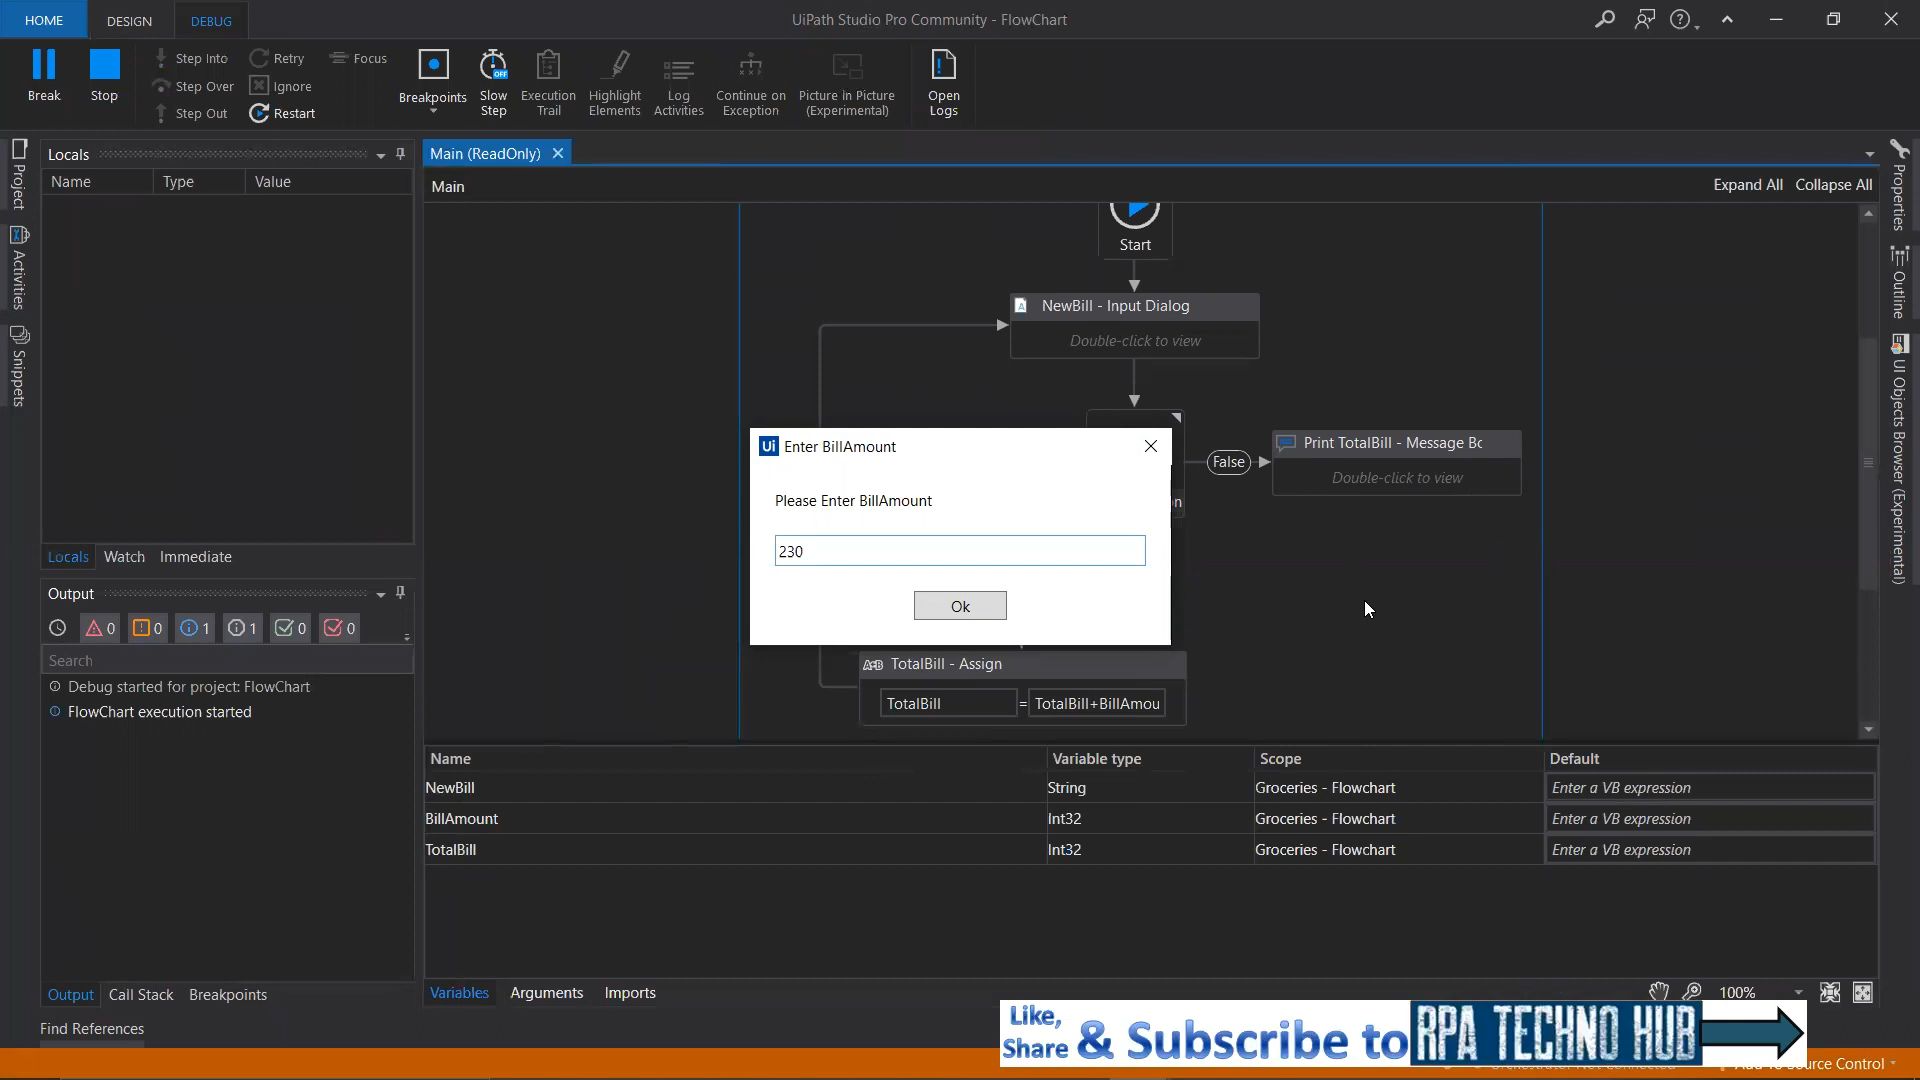 HOME
DESIGN
DEBUG
UiPath Studio Pro Community - FlowChart
Break
Stop
Step Into
Step Over
Step Out
Retry
Ignore
Restart
Focus
Breakpoints
Slow
Step
OFF
Execution
Trail
Highlight
Elements
Log
Activities
Continue on
Exception
Picture in Picture
(Experimental)
Open
Logs
Project
Activities
Snippets
Locals
Name Type Value
Locals Watch Immediate
Output
0 0 1 1 0 0
Search
Debug started for project: FlowChart
FlowChart execution started
Output Call Stack Breakpoints
Find References
Main (ReadOnly)
Main
Expand All Collapse All
Start
NewBill - Input Dialog
Double-click to view
False
Print TotalBill - Message Bo
Double-click to view
Ui Enter BillAmount
Please Enter BillAmount
230
Ok
TotalBill - Assign
A=B
TotalBill = TotalBill+BillAmou
Name Variable type Scope Default
NewBill String Groceries - Flowchart Enter a VB expression
BillAmount Int32 Groceries - Flowchart Enter a VB expression
TotalBill Int32 Groceries - Flowchart Enter a VB expression
Variables Arguments Imports
100%
Properties
Outline
UI Objects Browser (Experimental)
Like,
Share & Subscribe to RPA TECHNO HUB
Source Control